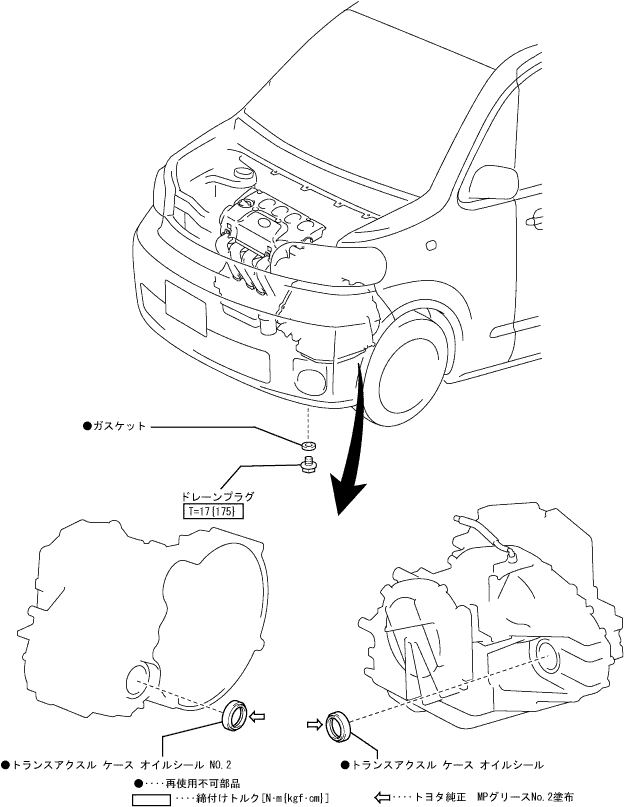 ●ガスケット
ドレーンプラグ
T=17{175}
●トランスアクスル ケース オイルシール NO.2
●トランスアクスル ケース オイルシール
●‥‥再使用不可部品
‥‥締付けトルク[N·m{kgf·cm}]
‥‥トヨタ純正 MPグリースNo.2塗布